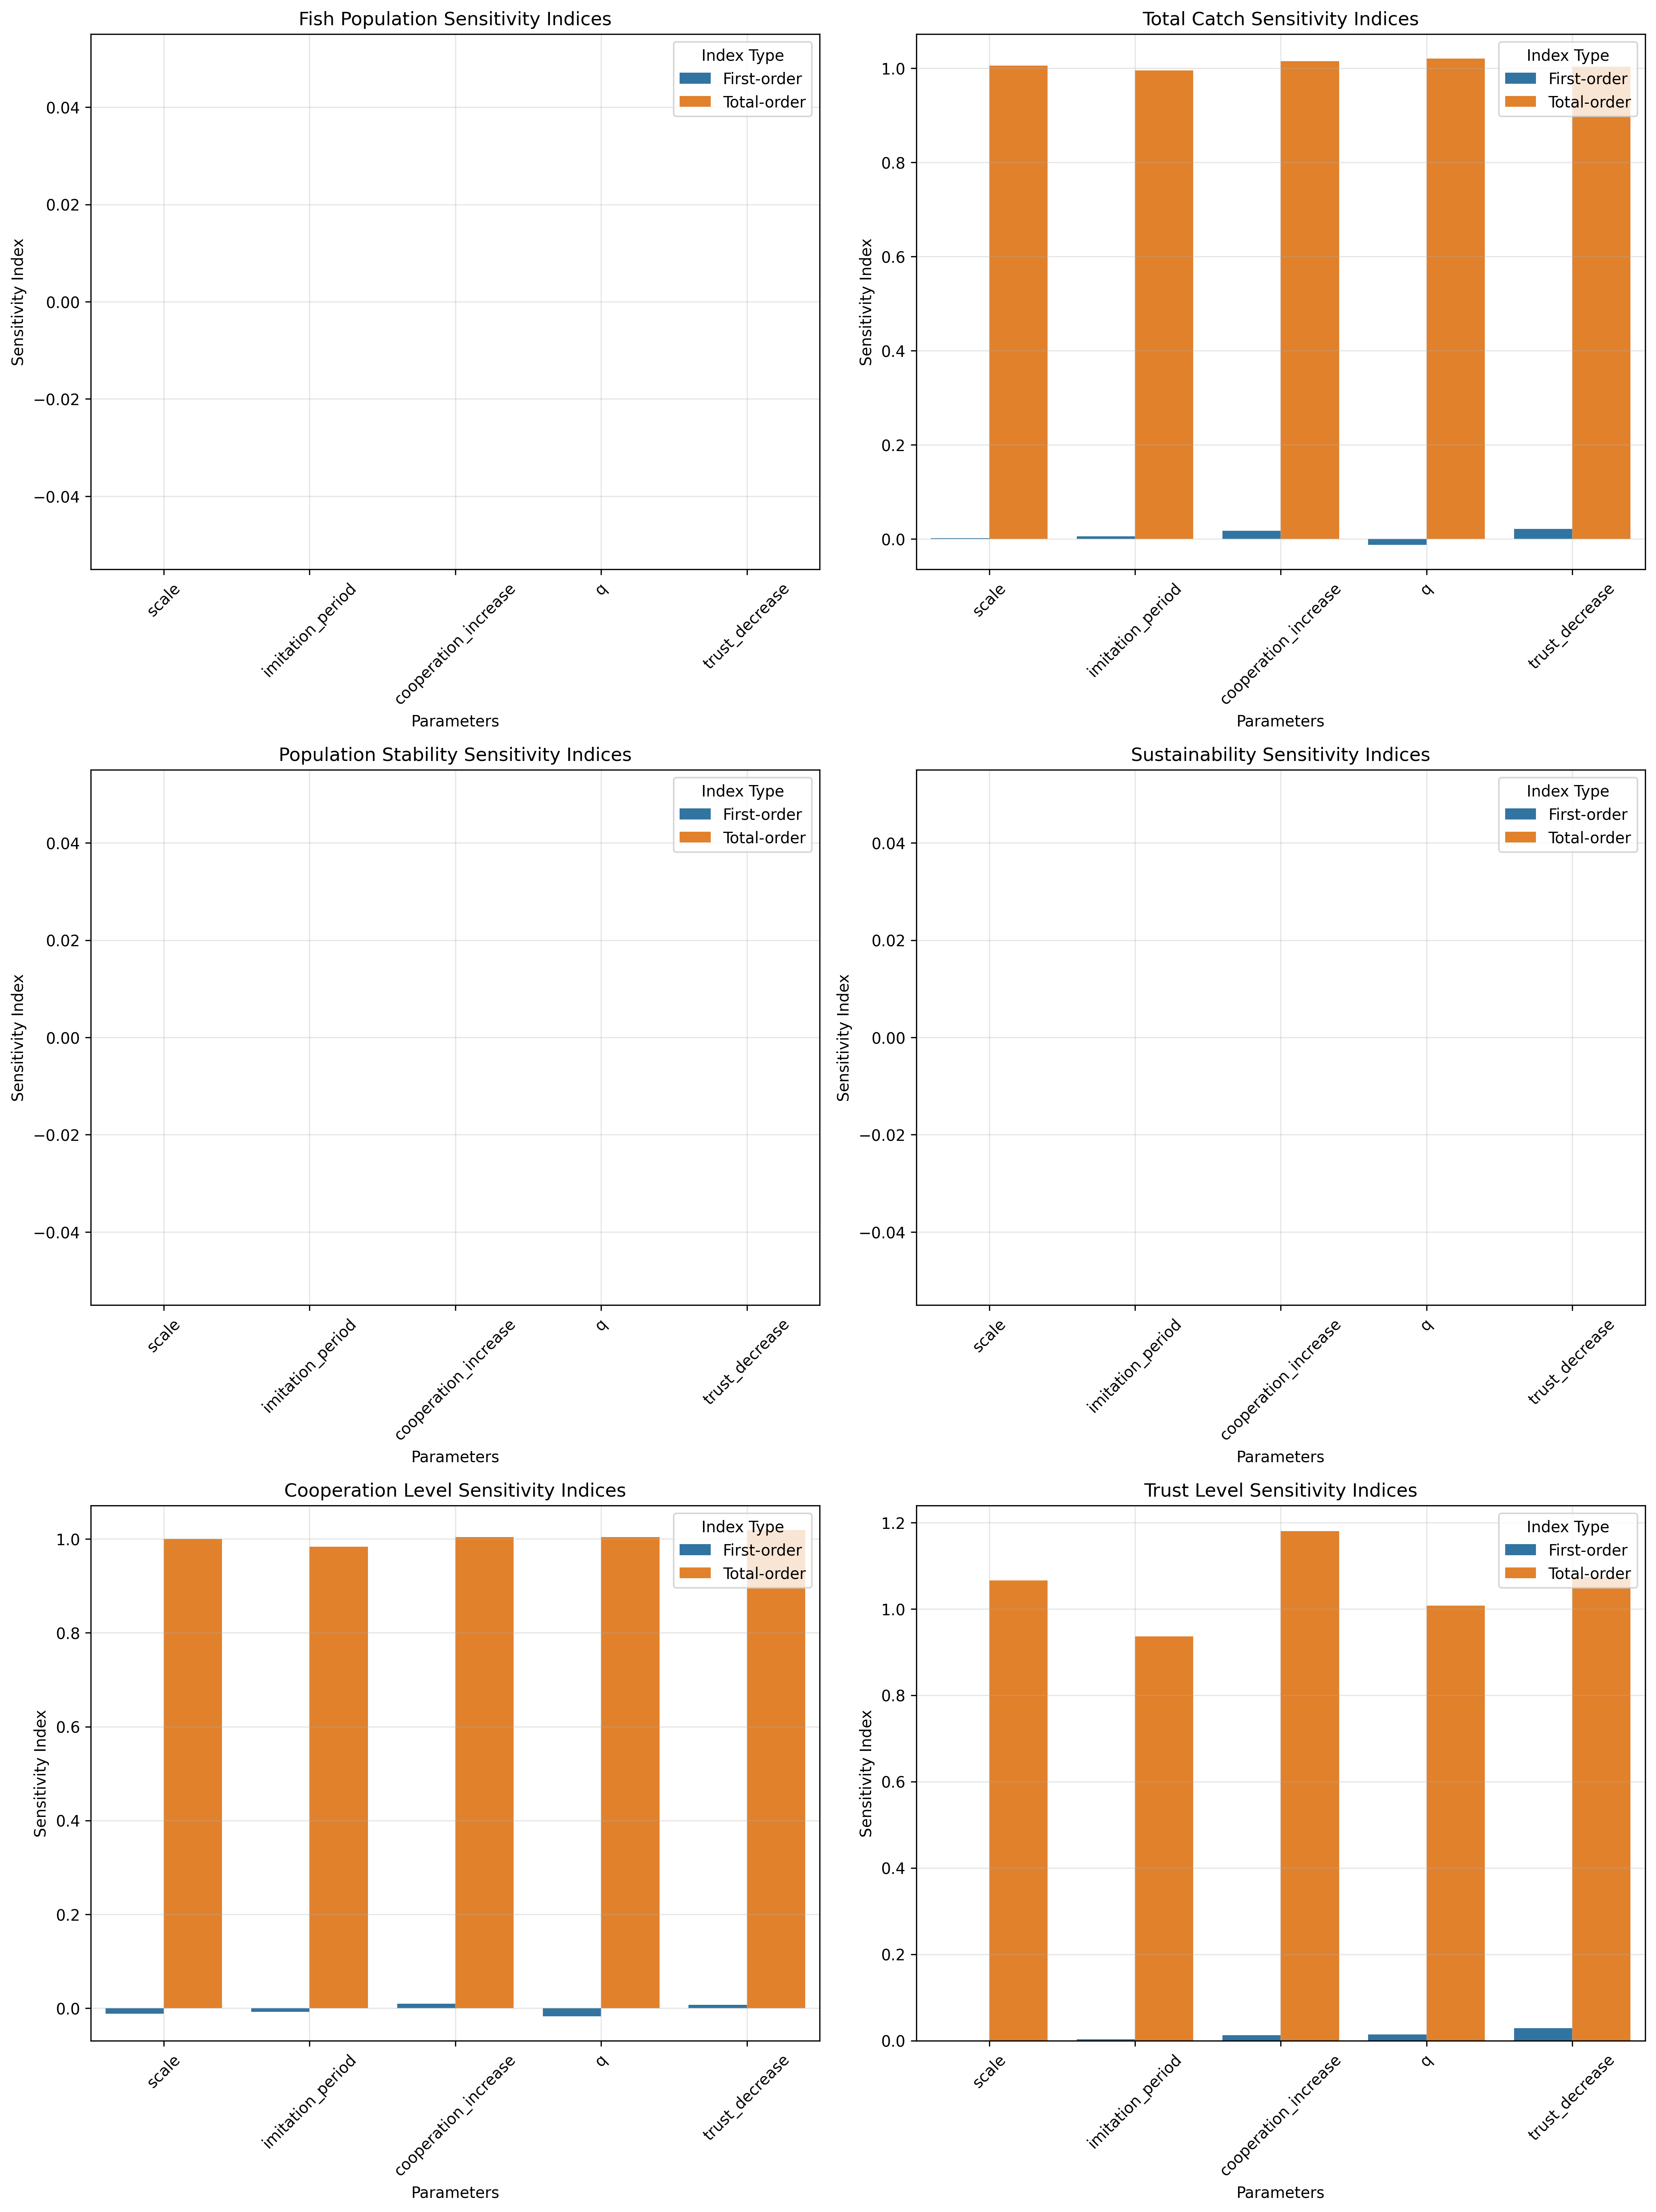 Fish Population Sensitivity Indices
Sensitivity Index
0.04
0.02
0.00
−0.02
−0.04
Index Type
First-order
Total-order
scale
imitation_period
cooperation_increase
q
trust_decrease
Parameters
Total Catch Sensitivity Indices
Sensitivity Index
1.0
0.8
0.6
0.4
0.2
0.0
Index Type
First-order
Total-order
scale
imitation_period
cooperation_increase
q
trust_decrease
Parameters
Population Stability Sensitivity Indices
Sensitivity Index
0.04
0.02
0.00
−0.02
−0.04
Index Type
First-order
Total-order
scale
imitation_period
cooperation_increase
q
trust_decrease
Parameters
Sustainability Sensitivity Indices
Sensitivity Index
0.04
0.02
0.00
−0.02
−0.04
Index Type
First-order
Total-order
scale
imitation_period
cooperation_increase
q
trust_decrease
Parameters
Cooperation Level Sensitivity Indices
Sensitivity Index
1.0
0.8
0.6
0.4
0.2
0.0
Index Type
First-order
Total-order
scale
imitation_period
cooperation_increase
q
trust_decrease
Parameters
Trust Level Sensitivity Indices
Sensitivity Index
1.2
1.0
0.8
0.6
0.4
0.2
0.0
Index Type
First-order
Total-order
scale
imitation_period
cooperation_increase
q
trust_decrease
Parameters